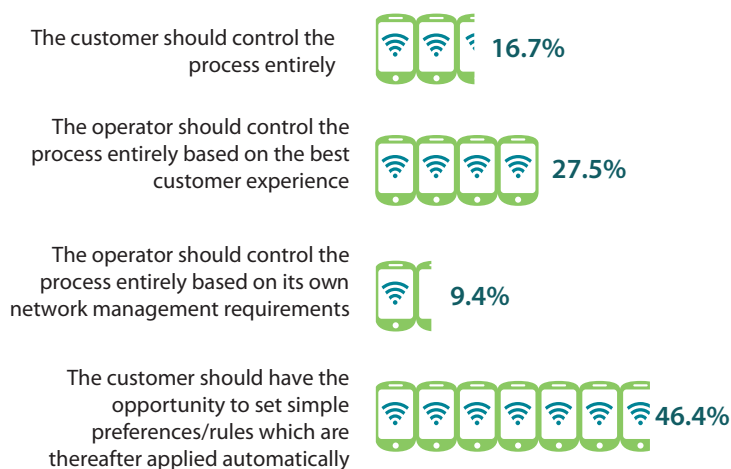 The customer should control the
process entirely
16.7%
The operator should control the
process entirely based on the best
customer experience
27.5%
The operator should control the
process entirely based on its own
network management requirements
9.4%
The customer should have the
opportunity to set simple
preferences/rules which are
thereafter applied automatically
46.4%